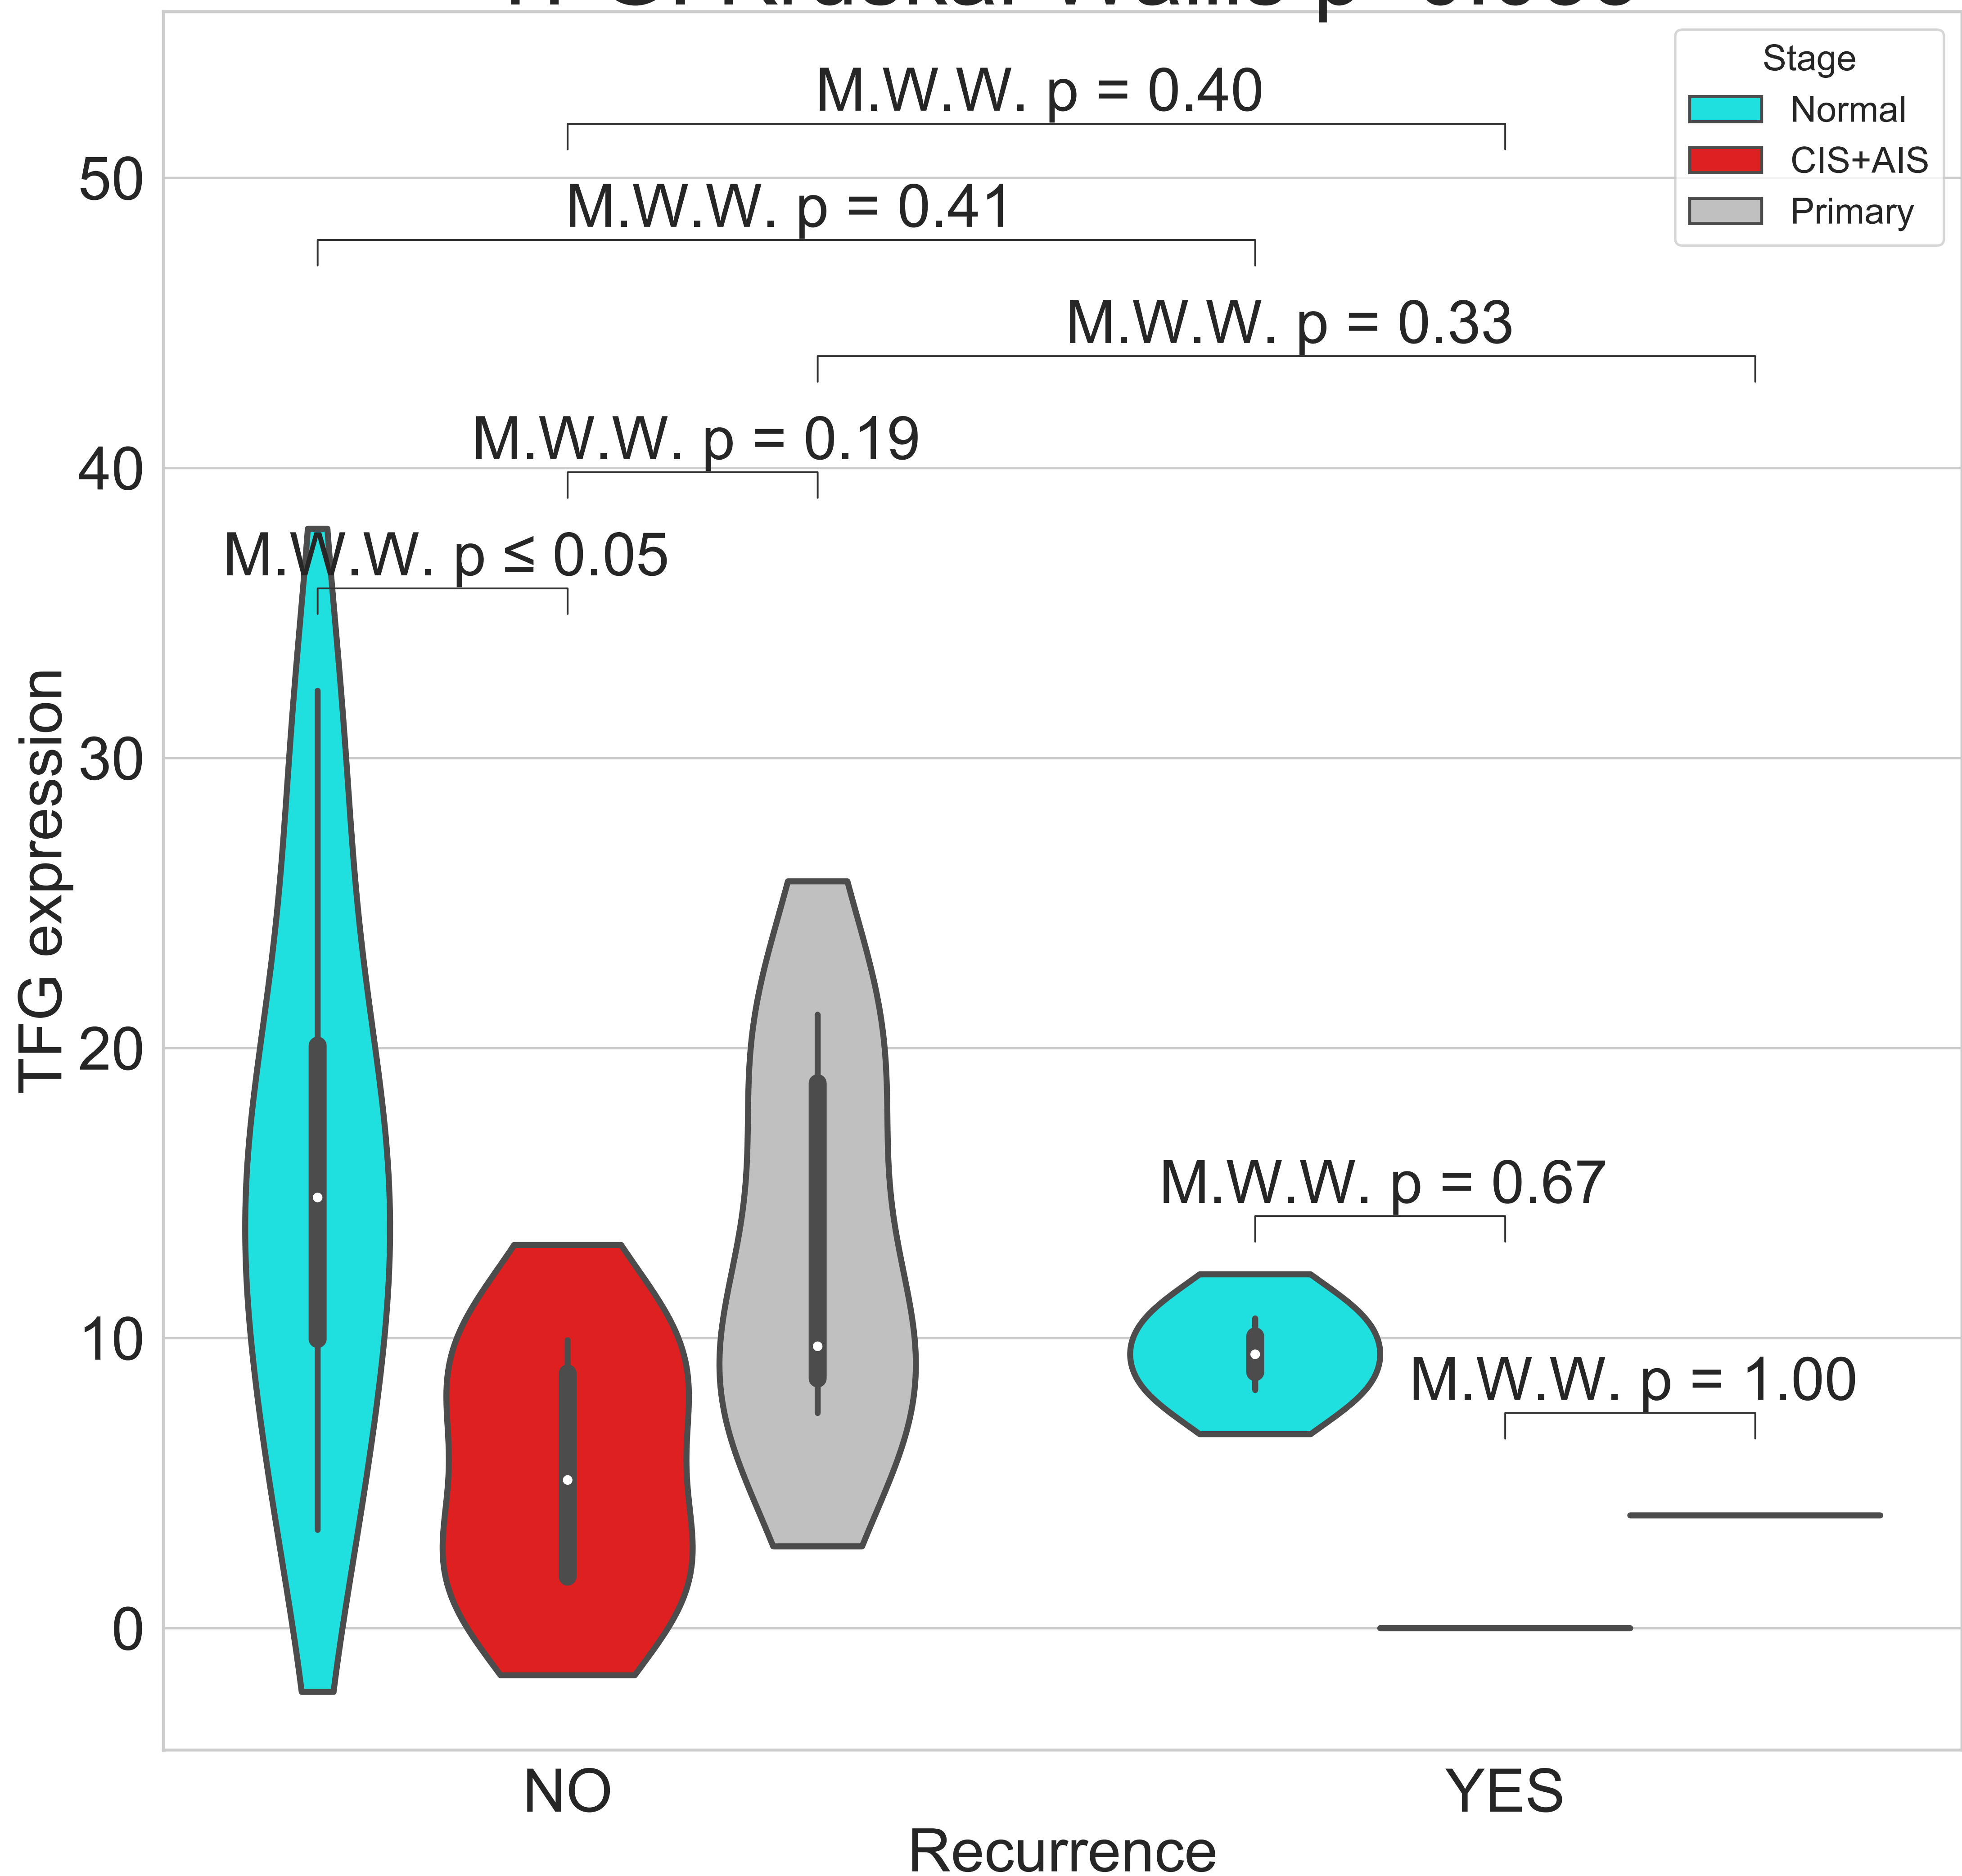 Stage
Normal
CIS+AIS
Primary
M.W.W. p = 0.40
M.W.W. p = 0.41
M.W.W. p = 0.33
M.W.W. p = 0.19
M.W.W. p ≤ 0.05
M.W.W. p = 0.67
M.W.W. p = 1.00
50
40
30
20
10
0
TFG expression
NO
YES
Recurrence